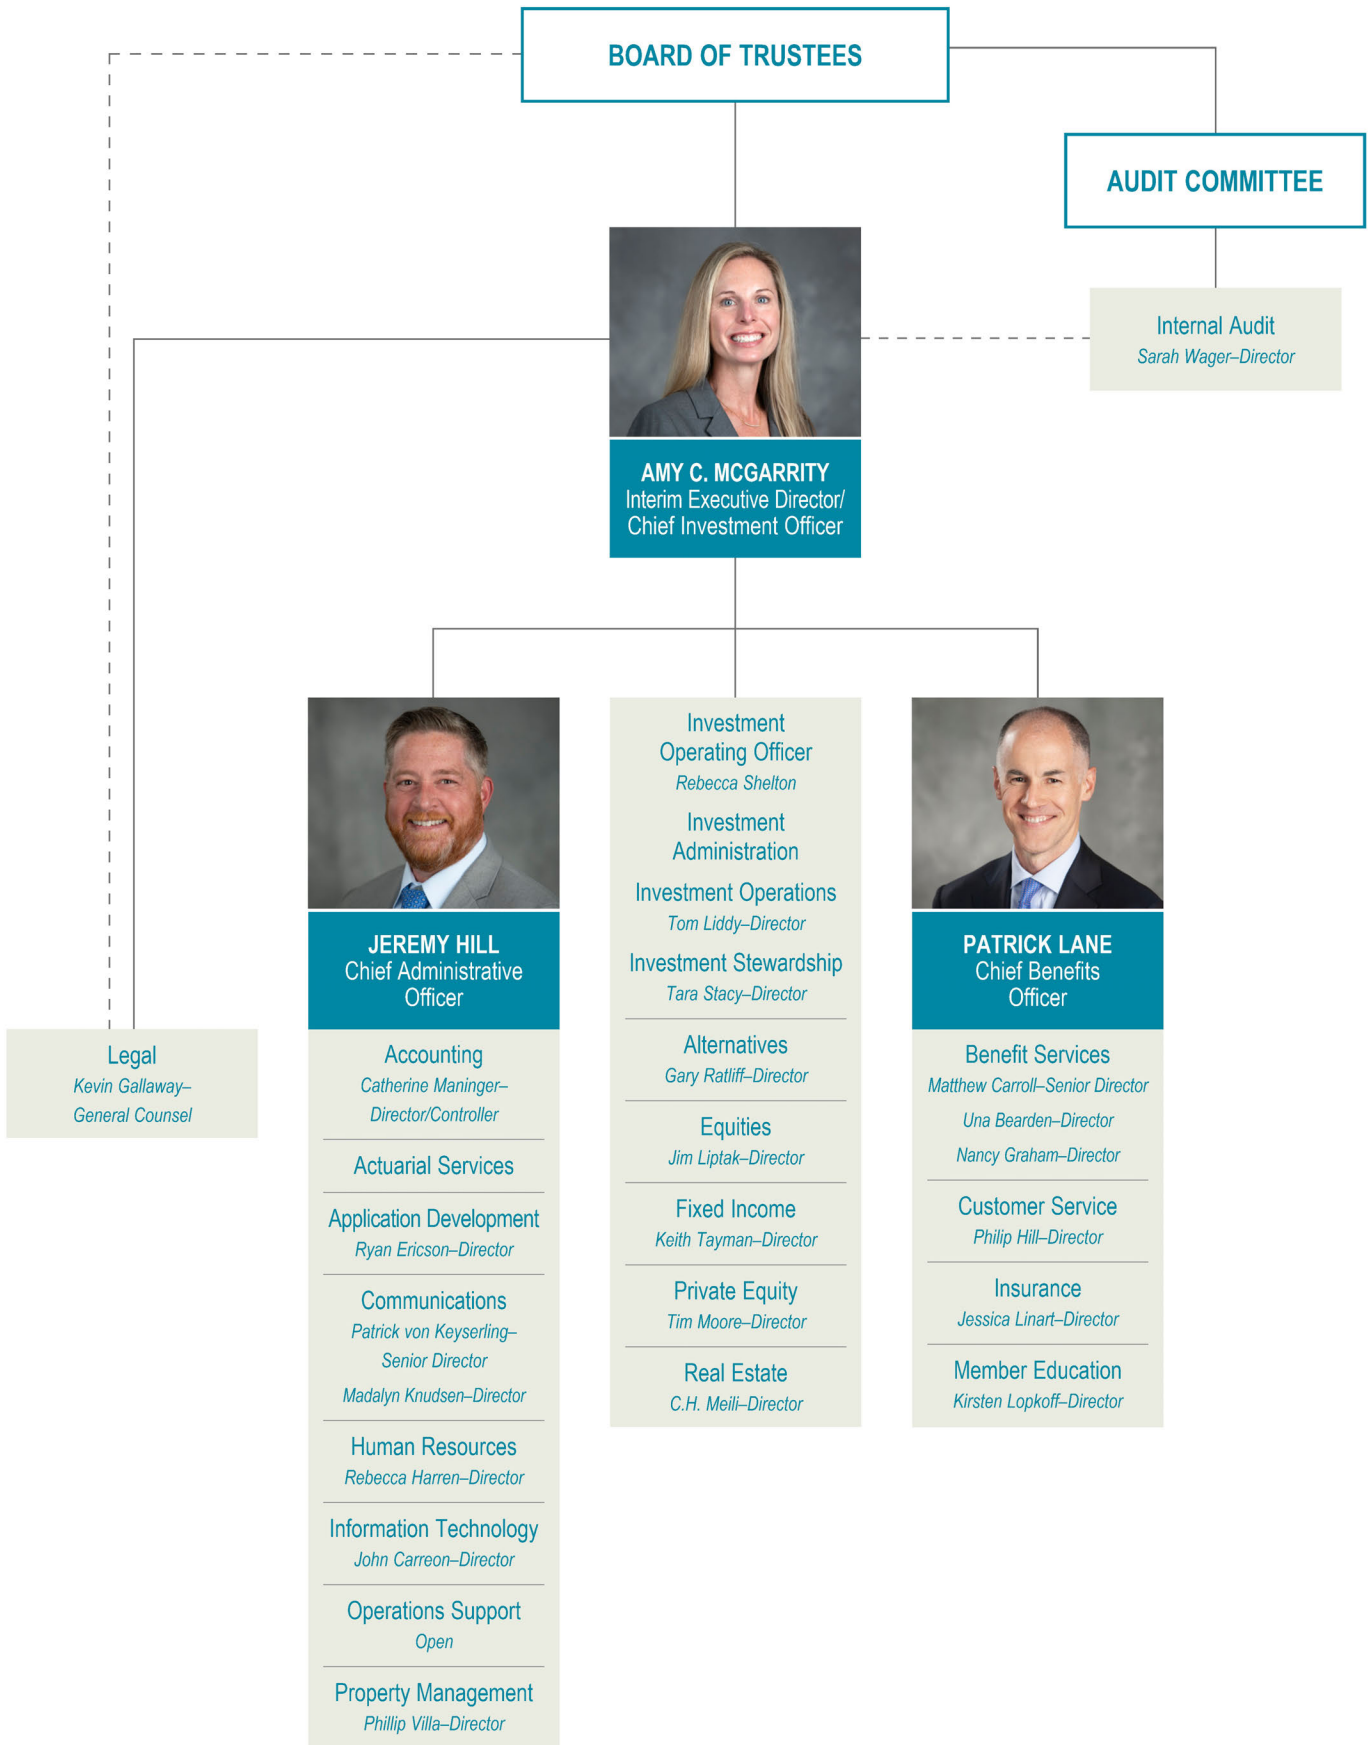 BOARD OF TRUSTEES
AUDIT COMMITTEE
Internal Audit
Sarah Wager–Director
AMY C. MCGARRITY
Interim Executive Director/
Chief Investment Officer
Legal
Kevin Gallaway–
General Counsel
JEREMY HILL
Chief Administrative
Officer
Accounting
Catherine Maninger–
Director/Controller
Actuarial Services
Application Development
Ryan Ericson–Director
Communications
Patrick von Keyserling–
Senior Director
Madalyn Knudsen–Director
Human Resources
Rebecca Harren–Director
Information Technology
John Carreon–Director
Operations Support
Open
Property Management
Phillip Villa–Director
Investment
Operating Officer
Rebecca Shelton
Investment
Administration
Investment Operations
Tom Liddy–Director
Investment Stewardship
Tara Stacy–Director
Alternatives
Gary Ratliff–Director
Equities
Jim Liptak–Director
Fixed Income
Keith Tayman–Director
Private Equity
Tim Moore–Director
Real Estate
C.H. Meili–Director
PATRICK LANE
Chief Benefits
Officer
Benefit Services
Matthew Carroll–Senior Director
Una Bearden–Director
Nancy Graham–Director
Customer Service
Philip Hill–Director
Insurance
Jessica Linart–Director
Member Education
Kirsten Lopkoff–Director